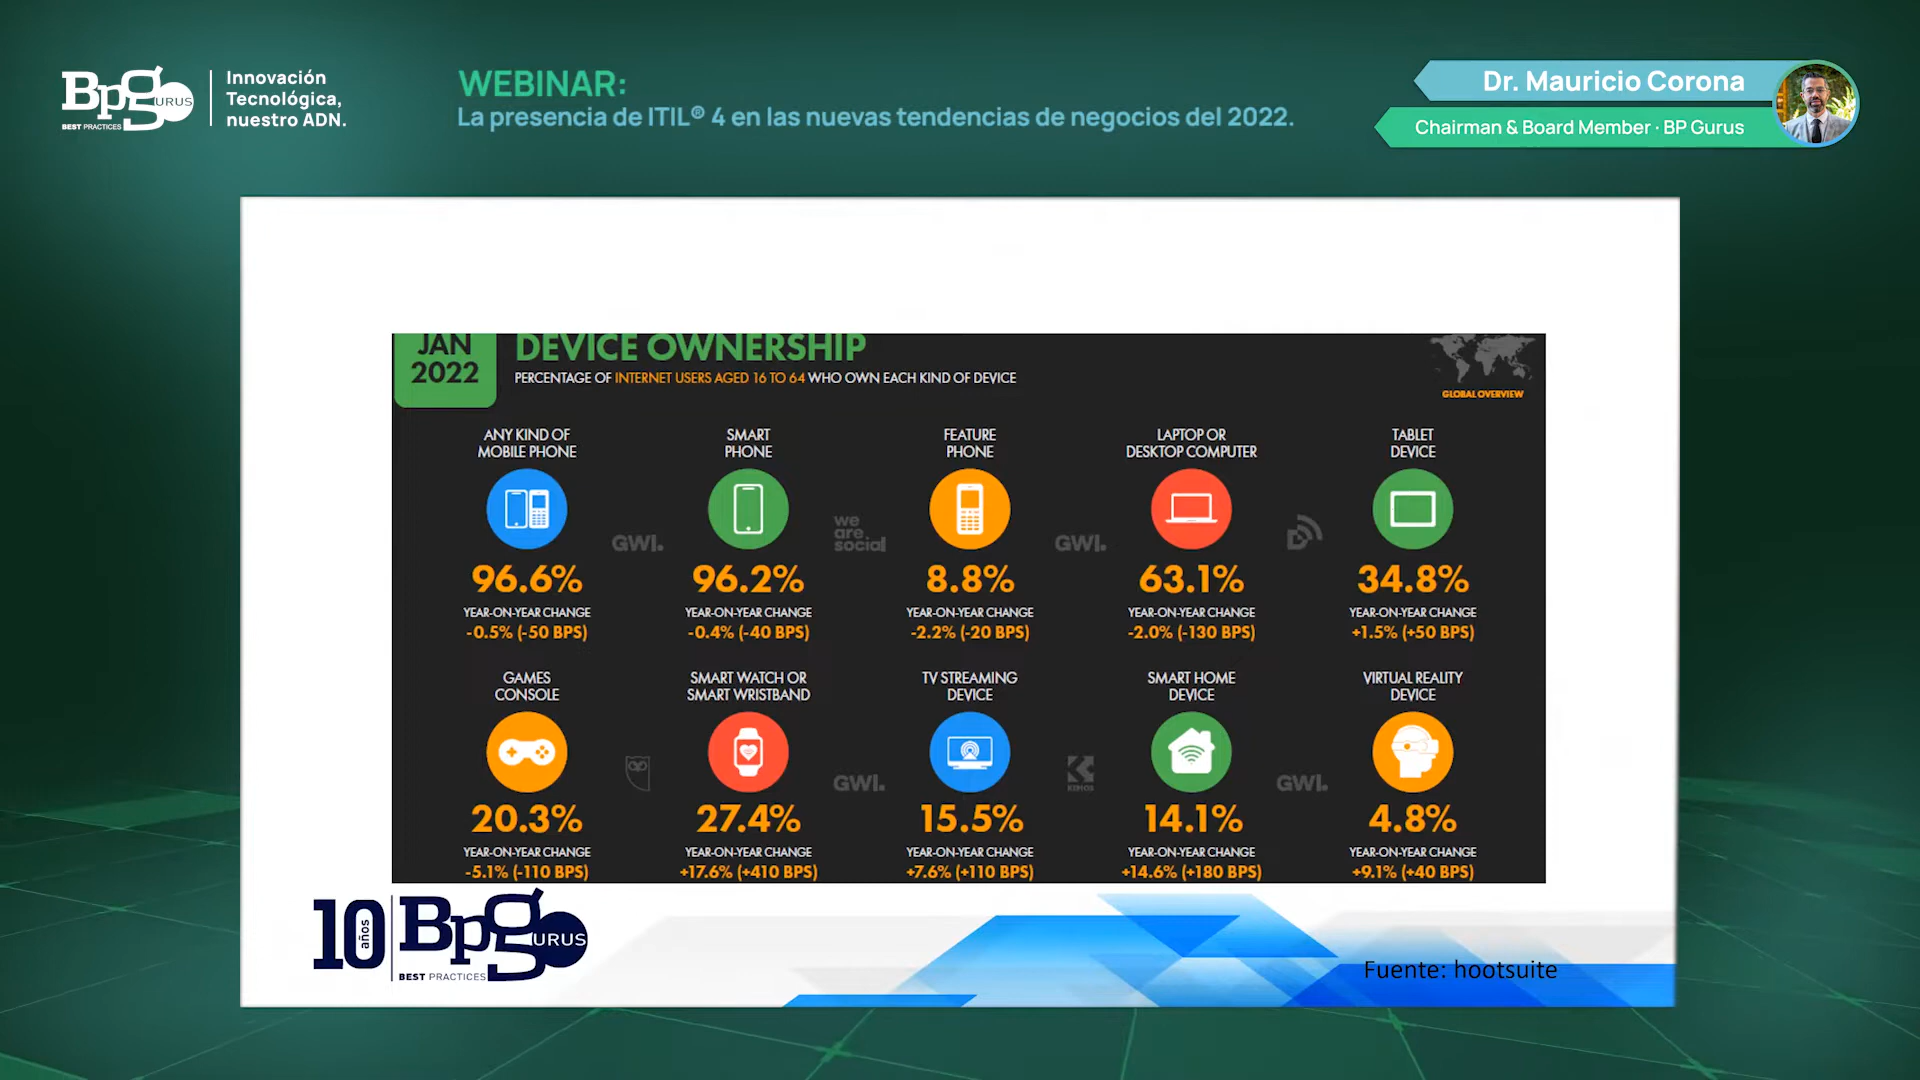 Bpg URUS
BEST PRACTICES
Innovación
Tecnológica,
nuestro ADN.
WEBINAR:
La presencia de ITIL® 4 en las nuevas tendencias de negocios del 2022.
Dr. Mauricio Corona
Chairman & Board Member · BP Gurus
JAN
2022
DEVICE OWNERSHIP
PERCENTAGE OF INTERNET USERS AGED 16 TO 64 WHO OWN EACH KIND OF DEVICE
GLOBAL OVERVIEW
ANY KIND OF
MOBILE PHONE
96.6%
YEAR-ON-YEAR CHANGE
-0.5% (-50 BPS)
SMART
PHONE
96.2%
YEAR-ON-YEAR CHANGE
-0.4% (-40 BPS)
FEATURE
PHONE
8.8%
YEAR-ON-YEAR CHANGE
-2.2% (-20 BPS)
LAPTOP OR
DESKTOP COMPUTER
63.1%
YEAR-ON-YEAR CHANGE
-2.0% (-130 BPS)
TABLET
DEVICE
34.8%
YEAR-ON-YEAR CHANGE
+1.5% (+50 BPS)
GWI.
we
are.
social
GWI.
GAMES
CONSOLE
20.3%
YEAR-ON-YEAR CHANGE
-5.1% (-110 BPS)
SMART WATCH OR
SMART WRISTBAND
27.4%
YEAR-ON-YEAR CHANGE
+17.6% (+410 BPS)
TV STREAMING
DEVICE
15.5%
YEAR-ON-YEAR CHANGE
+7.6% (+110 BPS)
SMART HOME
DEVICE
14.1%
YEAR-ON-YEAR CHANGE
+14.6% (+180 BPS)
VIRTUAL REALITY
DEVICE
4.8%
YEAR-ON-YEAR CHANGE
+9.1% (+40 BPS)
GWI.
KEPIOS
GWI.
10 años
Bpg URUS
BEST PRACTICES
Fuente: hootsuite